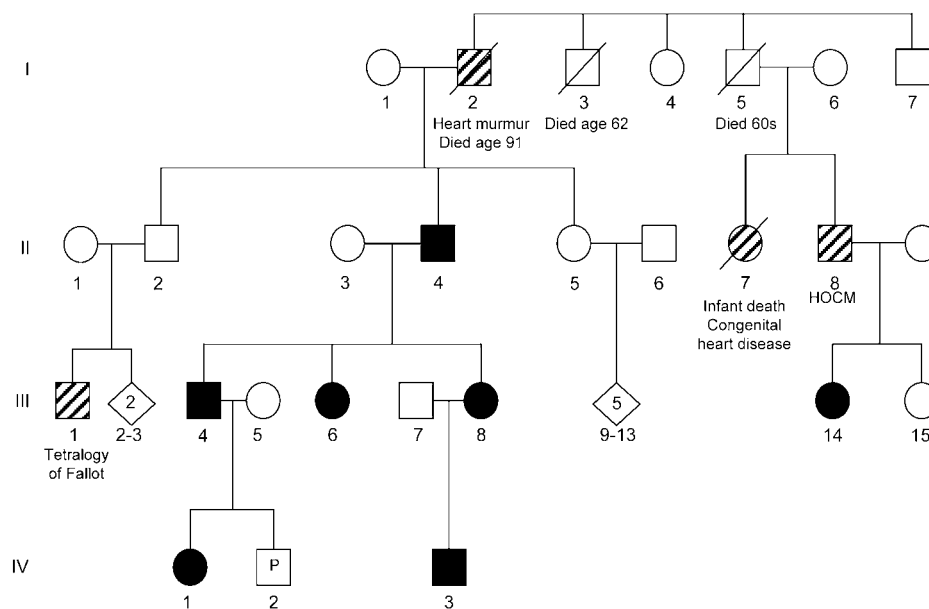 I
1 2 3 4 5 6 7
Heart murmur Died age 62 Died 60s
Died age 91
II
1 2 3 4 5 6 7 8
HOCM
Infant death
Congenital
heart disease
III
2 5
1 2-3 4 5 6 7 8 9-13 14 15
Tetralogy
of Fallot
IV
P
1 2 3